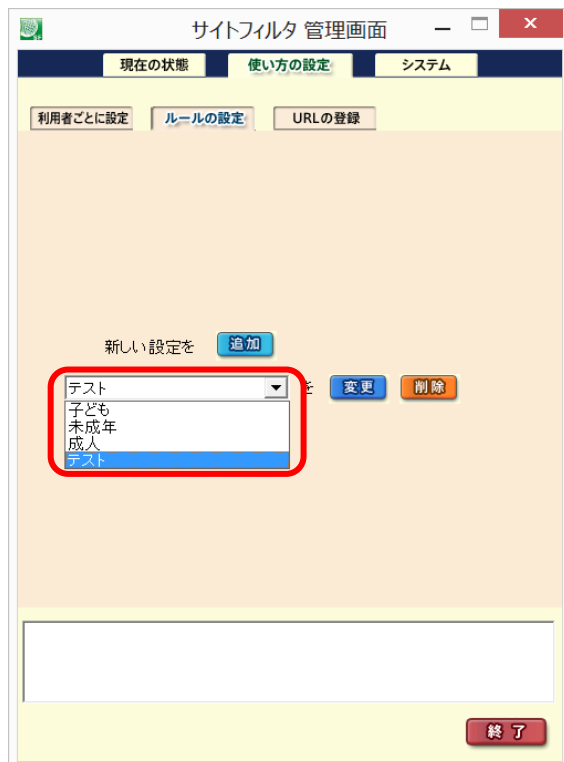 サイトフィルタ 管理画面
現在の状態 使い方の設定 システム
利用者ごとに設定 ルールの設定 URLの登録
新しい設定を 追加
テスト を 変更 削除
子ども
未成年
成人
テスト
終了